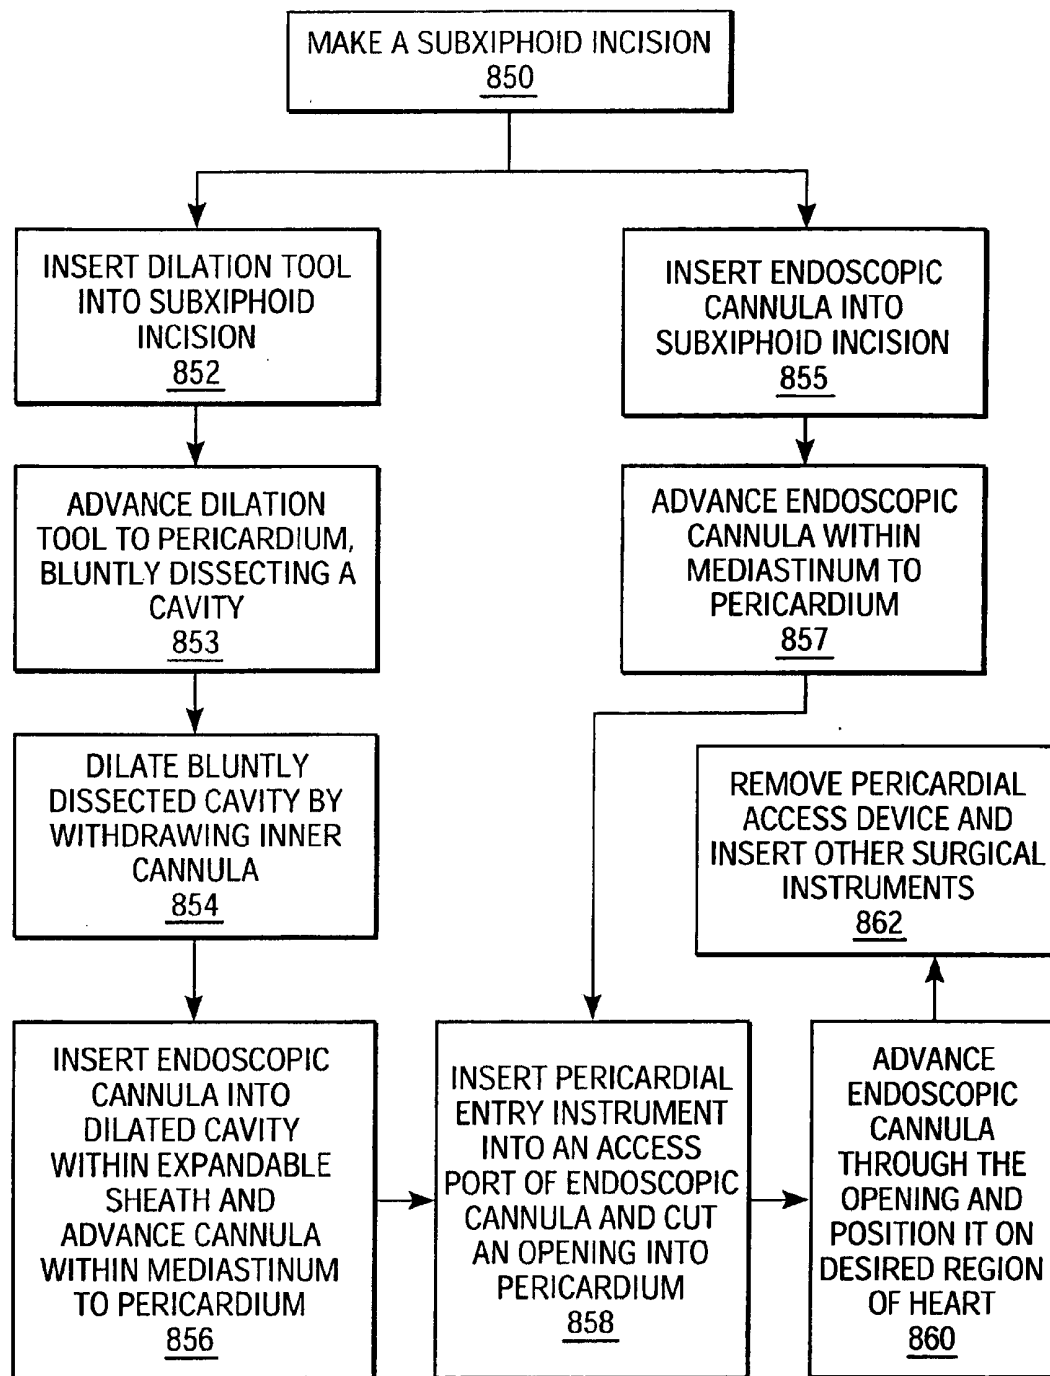 MAKE A SUBXIPHOID INCISION
850
INSERT DILATION TOOL
INTO SUBXIPHOID
INCISION
852
ADVANCE DILATION
TOOL TO PERICARDIUM,
BLUNTLY DISSECTING A
CAVITY
853
DILATE BLUNTLY
DISSECTED CAVITY BY
WITHDRAWING INNER
CANNULA
854
INSERT ENDOSCOPIC
CANNULA INTO
DILATED CAVITY
WITHIN EXPANDABLE
SHEATH AND
ADVANCE CANNULA
WITHIN MEDIASTINUM
TO PERICARDIUM
856
INSERT ENDOSCOPIC
CANNULA INTO
SUBXIPHOID INCISION
855
ADVANCE ENDOSCOPIC
CANNULA WITHIN
MEDIASTINUM TO
PERICARDIUM
857
INSERT PERICARDIAL
ENTRY INSTRUMENT
INTO AN ACCESS
PORT OF ENDOSCOPIC
CANNULA AND CUT
AN OPENING INTO
PERICARDIUM
858
ADVANCE
ENDOSCOPIC
CANNULA
THROUGH THE
OPENING AND
POSITION IT ON
DESIRED REGION
OF HEART
860
REMOVE PERICARDIAL
ACCESS DEVICE AND
INSERT OTHER SURGICAL
INSTRUMENTS
862